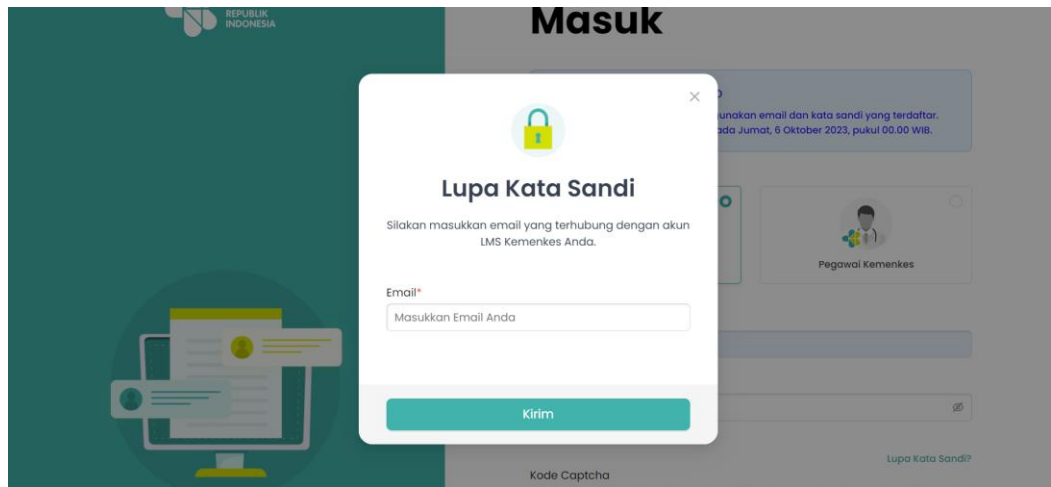 REPUBLIK
INDONESIA
Masuk
unakan email dan kata sandi yang terdaftar.
ada Jumat, 6 Oktober 2023, pukul 00.00 WIB.
Lupa Kata Sandi
Silakan masukkan email yang terhubung dengan akun
LMS Kemenkes Anda.
Pegawai Kemenkes
Email*
Masukkan Email Anda
Kirim
Lupa Kata Sandi?
Kode Captcha